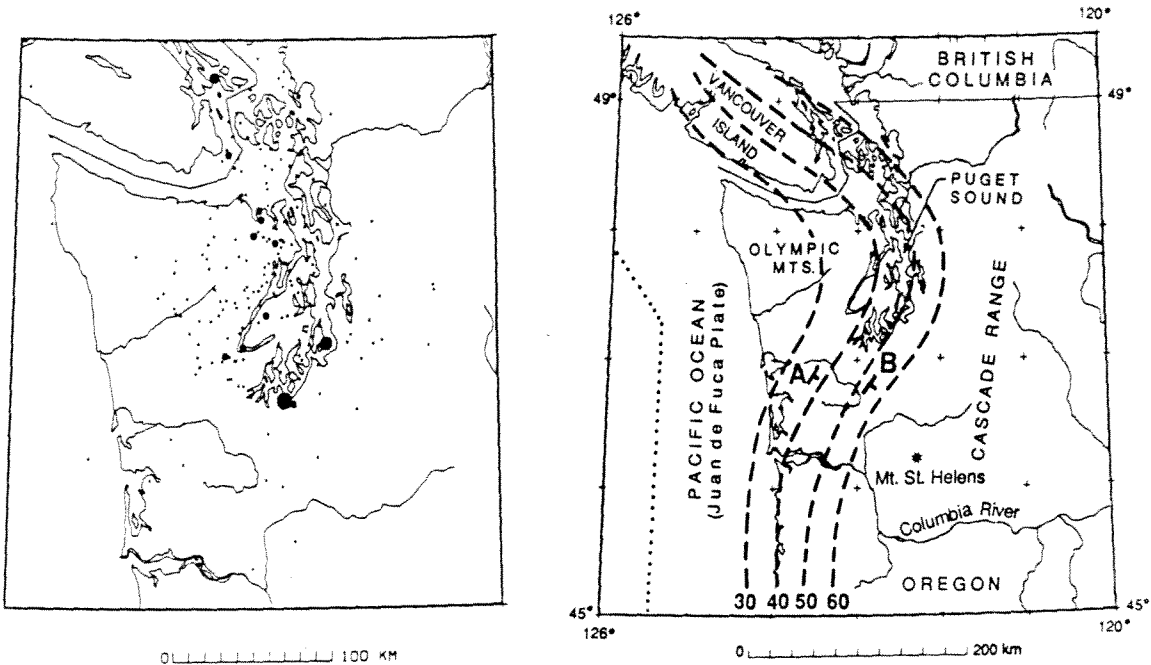 126°
120°
BRITISH
COLUMBIA
49°
49°
VANCOUVER
ISLAND
PUGET
SOUND
OLYMPIC
MTS.
PACIFIC OCEAN
(Juan de Fuca Plate)
CASCADE RANGE
A
B
Mt. St. Helens
Columbia River
OREGON
30 40 50 60
45°
45°
126°
120°
0 100 KM
0 200 km